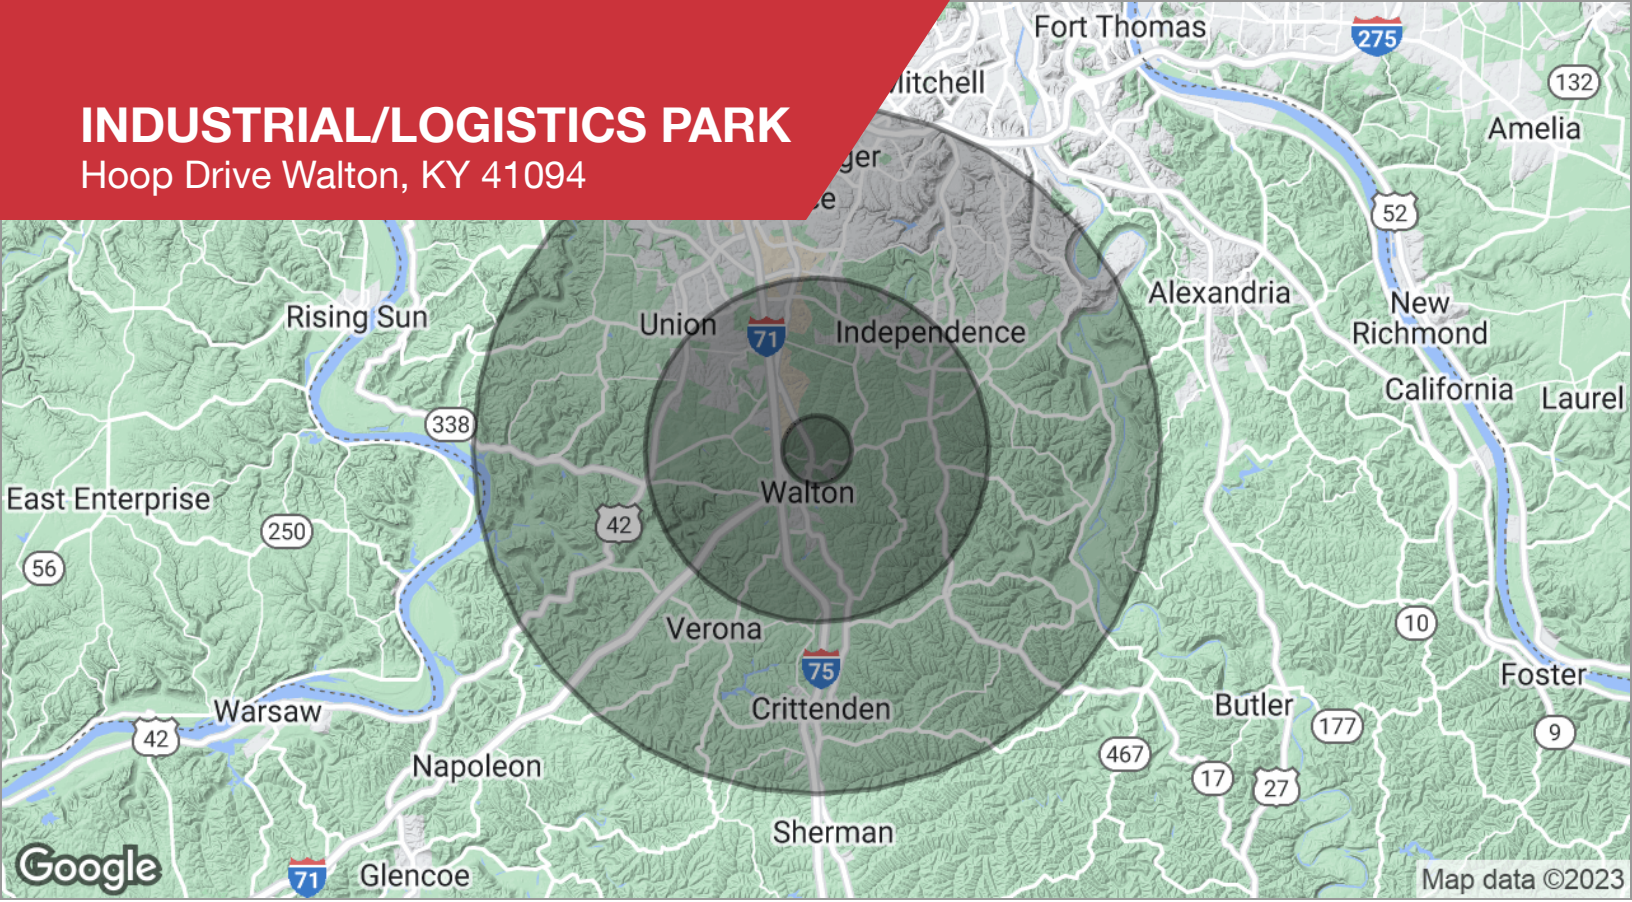 INDUSTRIAL/LOGISTICS PARK
Hoop Drive Walton, KY 41094
Fort Thomas
275
132
Amelia
52
Alexandria
New
Richmond
California
Laurel
Rising Sun
Union
71
Independence
338
Walton
East Enterprise
250
42
56
Verona
10
75
Foster
Crittenden
Butler
Warsaw
42
177
9
467
Napoleon
17
27
Sherman
Google
71
Glencoe
Map data ©2023